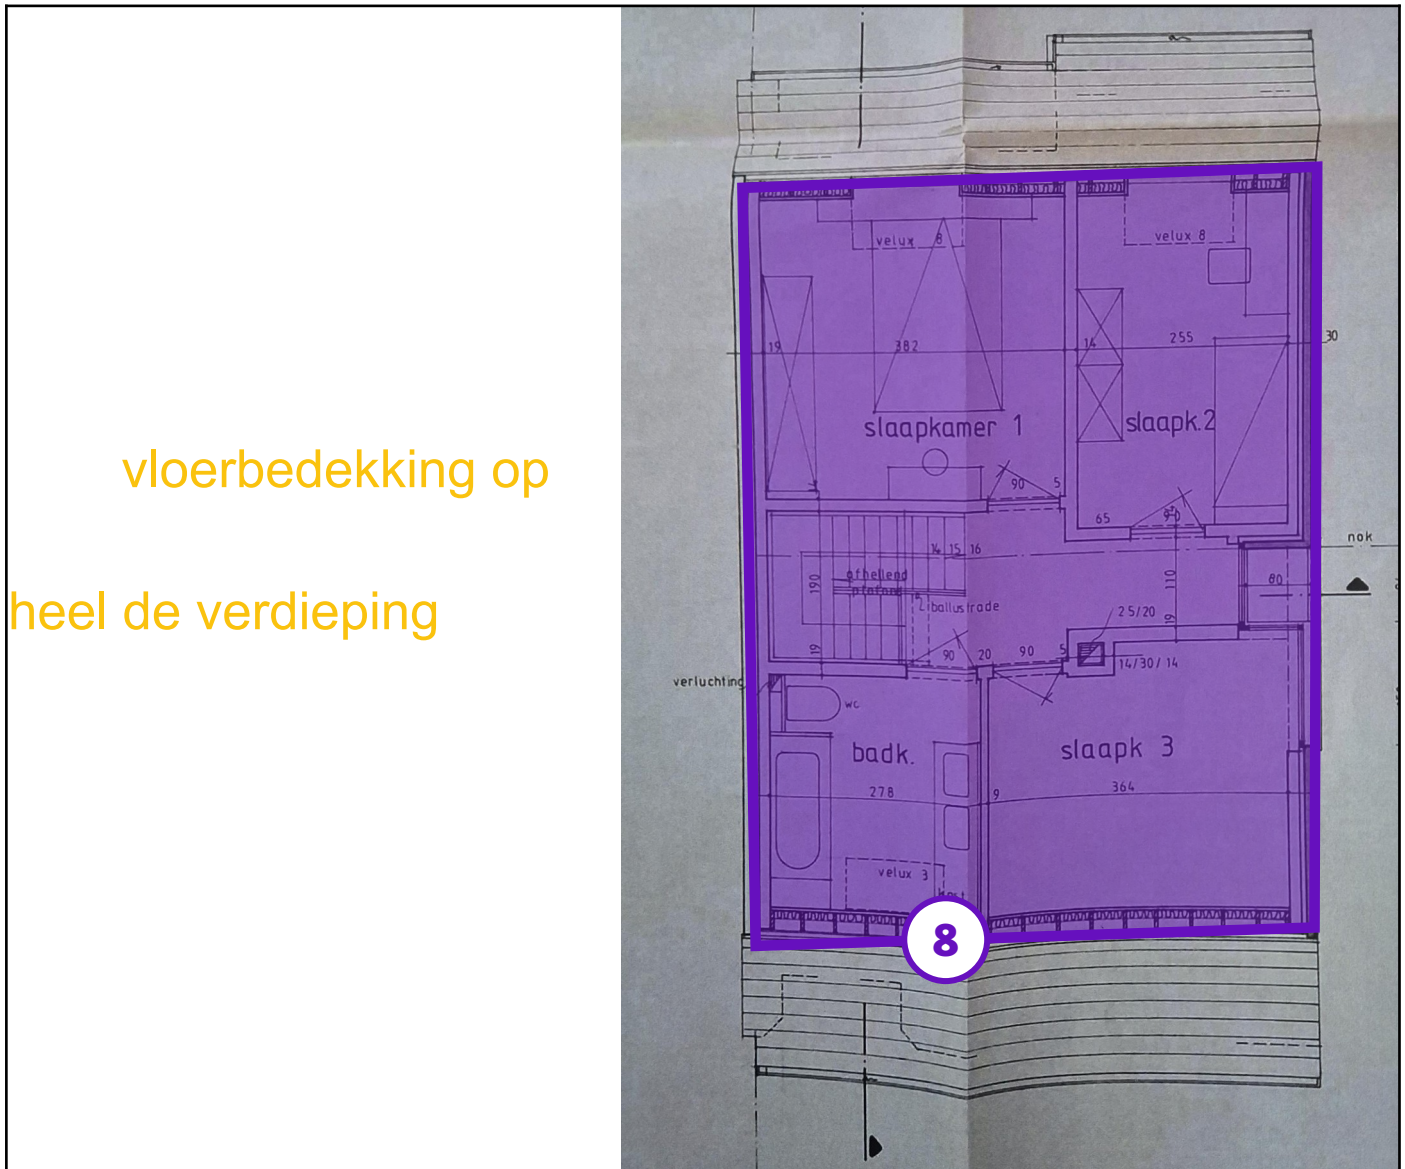 vloerbedekking op
heel de verdieping
velux 8
velux 8
19
382
14
255
30
slaapkamer 1
slaapk.2
90
5
65
90
14 15 16
nok
190
afhellend
plafond
110
80
balustrade
25/20
19
19
90
20
90
5
14/30/14
verluchting
wc
badk.
slaapk 3
278
9
364
velux 3
8